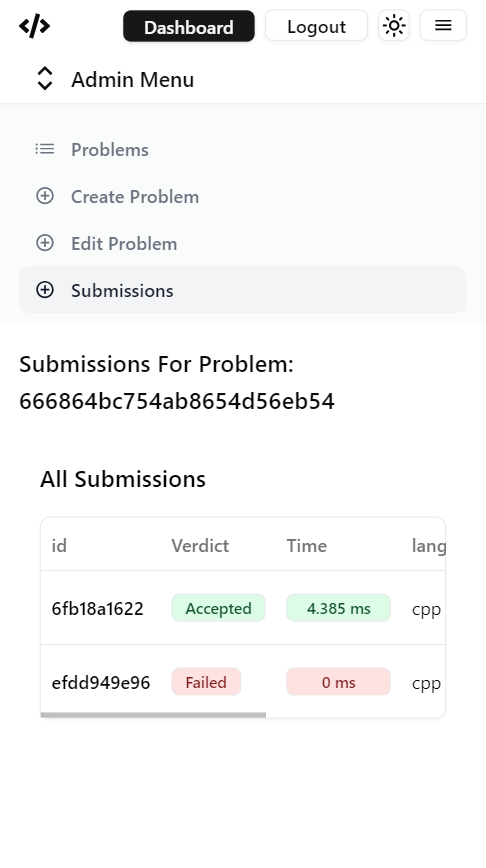 Dashboard Logout
Admin Menu
Problems
Create Problem
Edit Problem
Submissions
Submissions For Problem:
666864bc754ab8654d56eb54
All Submissions
id Verdict Time lang
6fb18a1622 Accepted 4.385 ms cpp
efdd949e96 Failed 0 ms cpp